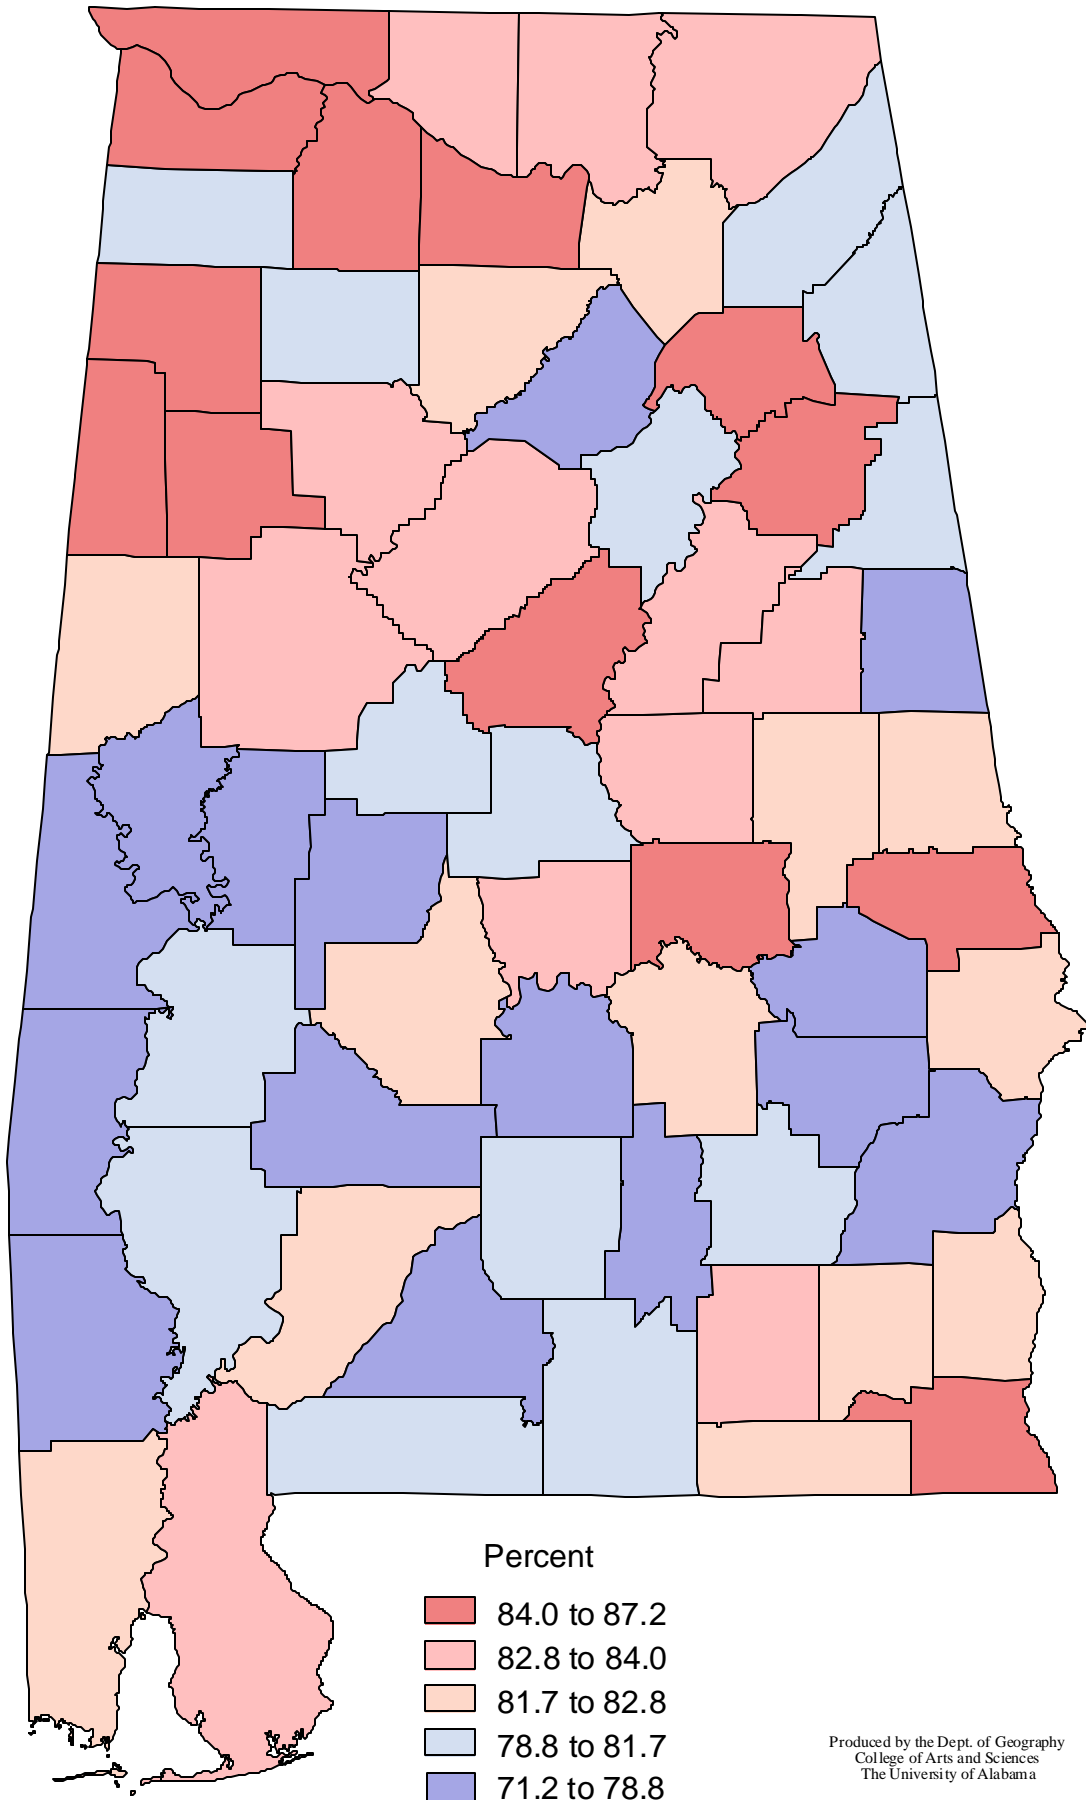 Percent
84.0 to 87.2
82.8 to 84.0
81.7 to 82.8
78.8 to 81.7
71.2 to 78.8
Produced by the Dept. of Geography
College of Arts and Sciences
The University of Alabama